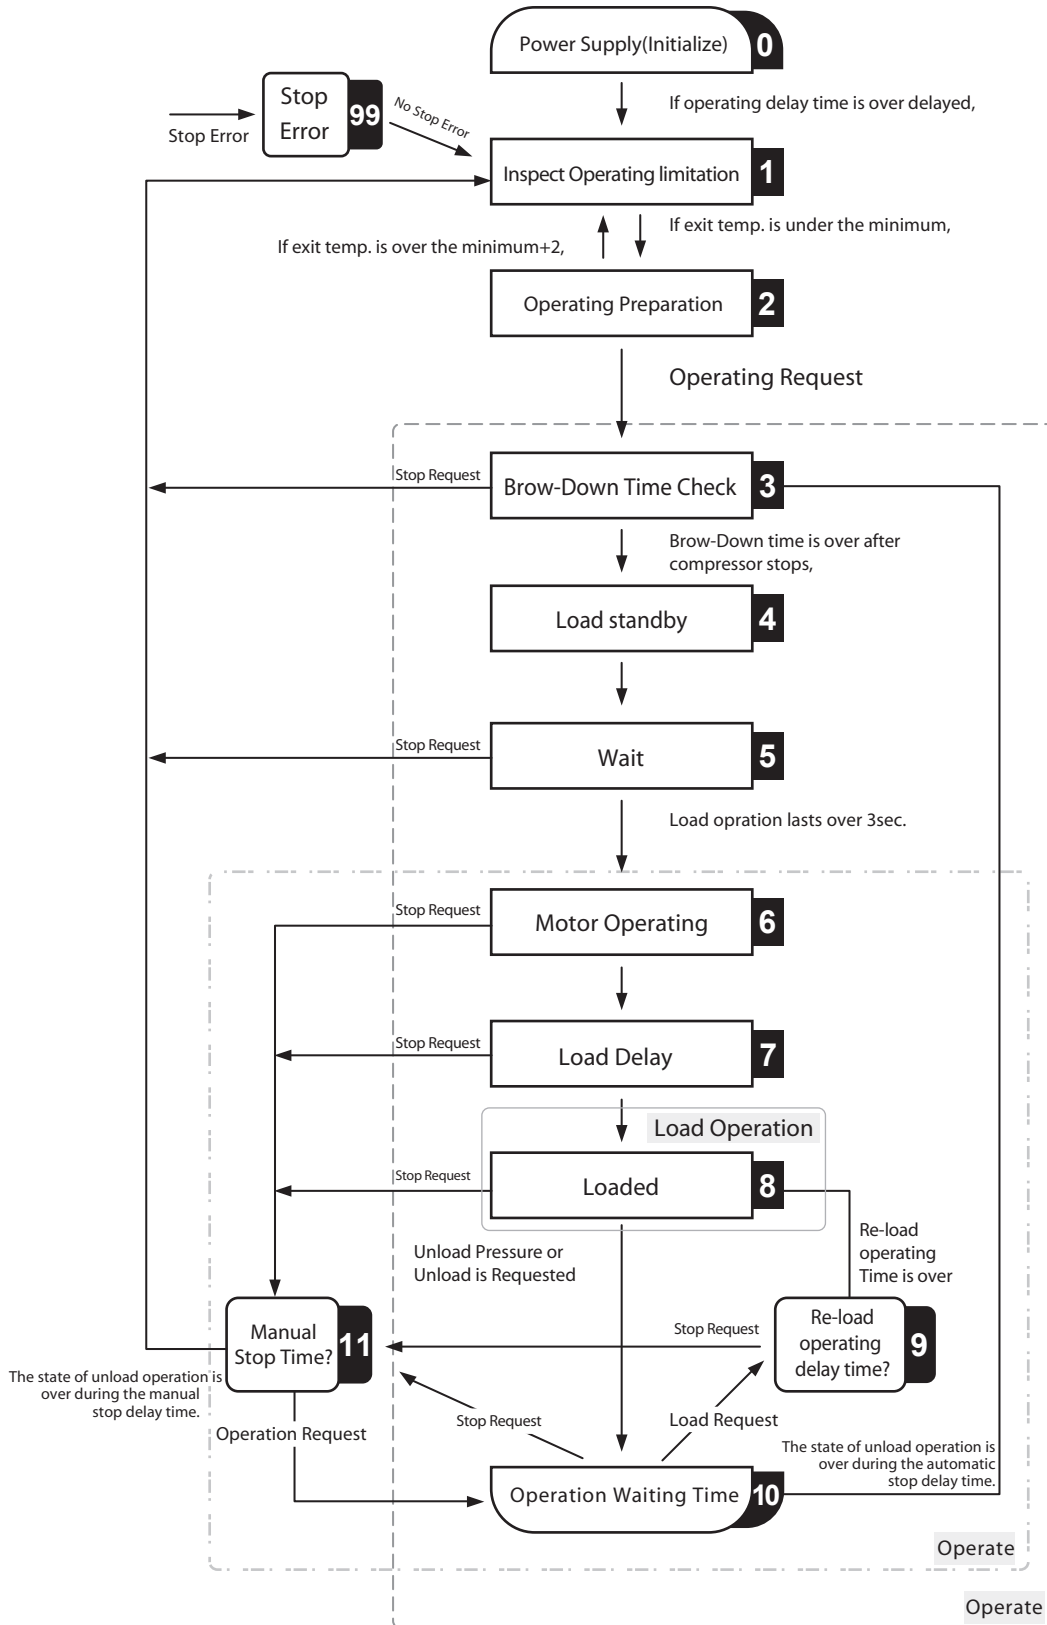 Power Supply(Initialize)
0
If operating delay time is over delayed,
Stop
Error
99
Stop Error
No Stop Error
Inspect Operating limitation
1
If exit temp. is over the minimum+2,
If exit temp. is under the minimum,
Operating Preparation
2
Operating Request
Stop Request
Brow-Down Time Check
3
Brow-Down time is over after
compressor stops,
Load standby
4
Stop Request
Wait
5
Load opration lasts over 3sec.
Stop Request
Motor Operating
6
Stop Request
Load Delay
7
Load Operation
Stop Request
Loaded
8
Unload Pressure or
Unload is Requested
Re-load
operating
Time is over
Manual
Stop Time?
11
Stop Request
Re-load
operating
delay time?
9
The state of unload operation is
over during the manual
stop delay time.
Operation Request
Stop Request
Load Request
The state of unload operation is
over during the automatic
stop delay time.
Operation Waiting Time
10
Operate
Operate